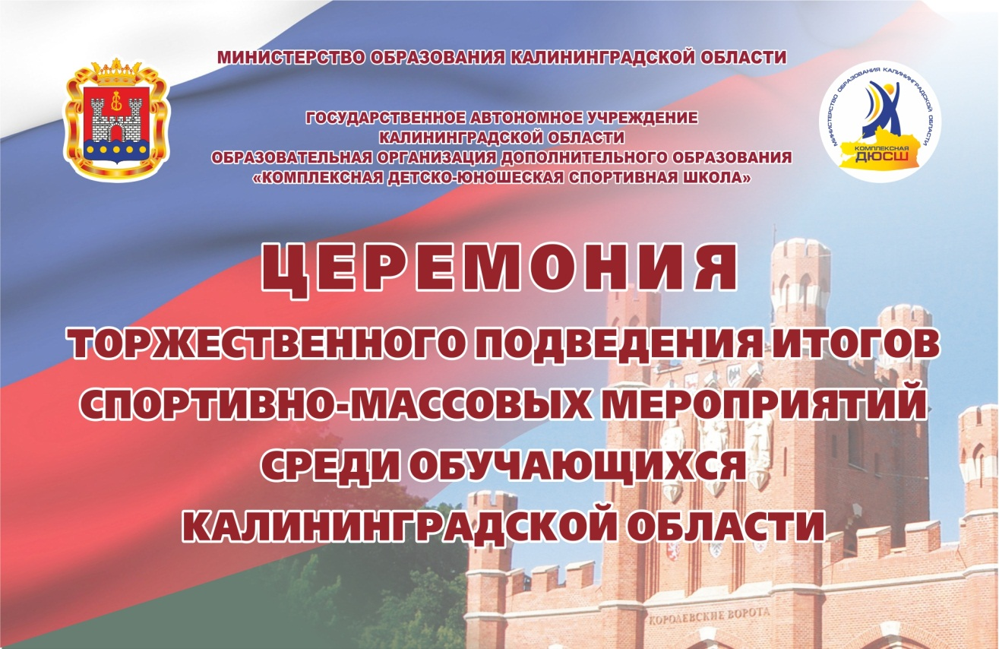 МИНИСТЕРСТВО ОБРАЗОВАНИЯ КАЛИНИНГРАДСКОЙ ОБЛАСТИ
ГОСУДАРСТВЕННОЕ АВТОНОМНОЕ УЧРЕЖДЕНИЕ
КАЛИНИНГРАДСКОЙ ОБЛАСТИ
ОБРАЗОВАТЕЛЬНАЯ ОРГАНИЗАЦИЯ ДОПОЛНИТЕЛЬНОГО ОБРАЗОВАНИЯ
«КОМПЛЕКСНАЯ ДЕТСКО-ЮНОШЕСКАЯ СПОРТИВНАЯ ШКОЛА»
МИНИСТЕРСТВО ОБРАЗОВАНИЯ КАЛИНИНГРАДСКОЙ ОБЛАСТИ
КОМПЛЕКСНАЯ
ДЮСШ
ЦЕРЕМОНИЯ
ТОРЖЕСТВЕННОГО ПОДВЕДЕНИЯ ИТОГОВ
СПОРТИВНО-МАССОВЫХ МЕРОПРИЯТИЙ
СРЕДИ ОБУЧАЮЩИХСЯ
КАЛИНИНГРАДСКОЙ ОБЛАСТИ
КОРОЛЕВСКИЕ ВОРОТА